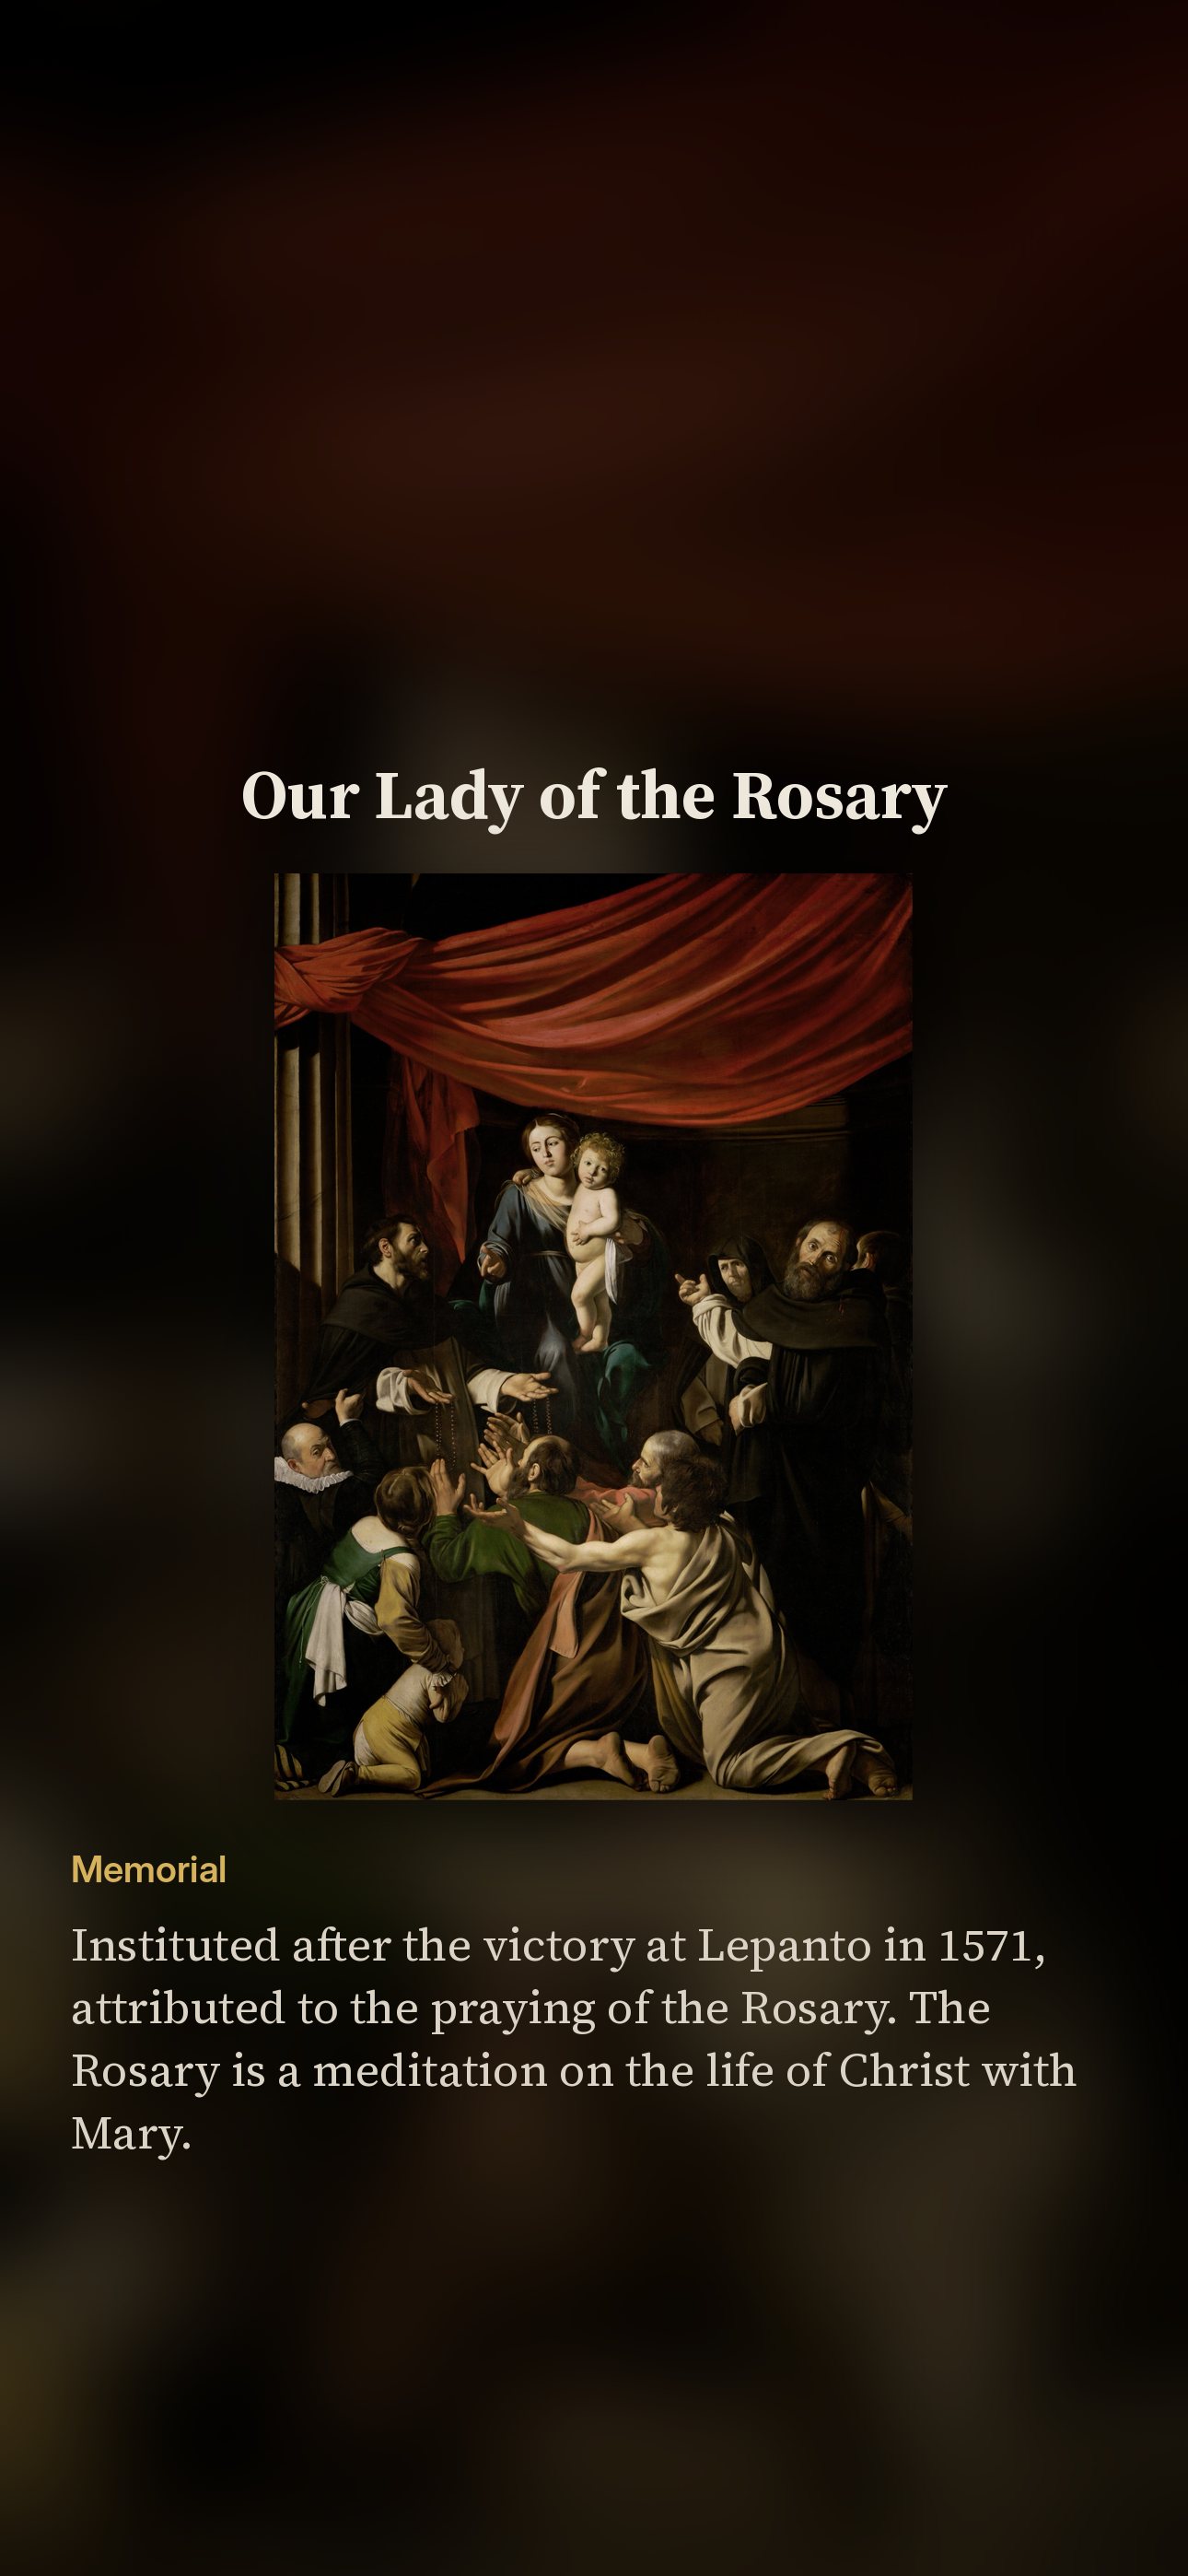 Our Lady of the Rosary
Memorial
Instituted after the victory at Lepanto in 1571,
attributed to the praying of the Rosary. The
Rosary is a meditation on the life of Christ with
Mary.